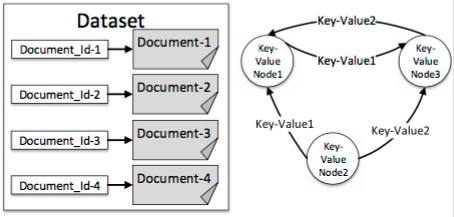 Dataset
Document_Id-1
Document-1
Document_Id-2
Document-2
Document_Id-3
Document-3
Document_Id-4
Document-4
Key-Value2
Key-
Value
Node1
Key-Value1
Key-
Value
Node3
Key-Value1
Key-Value2
Key-
Value
Node2